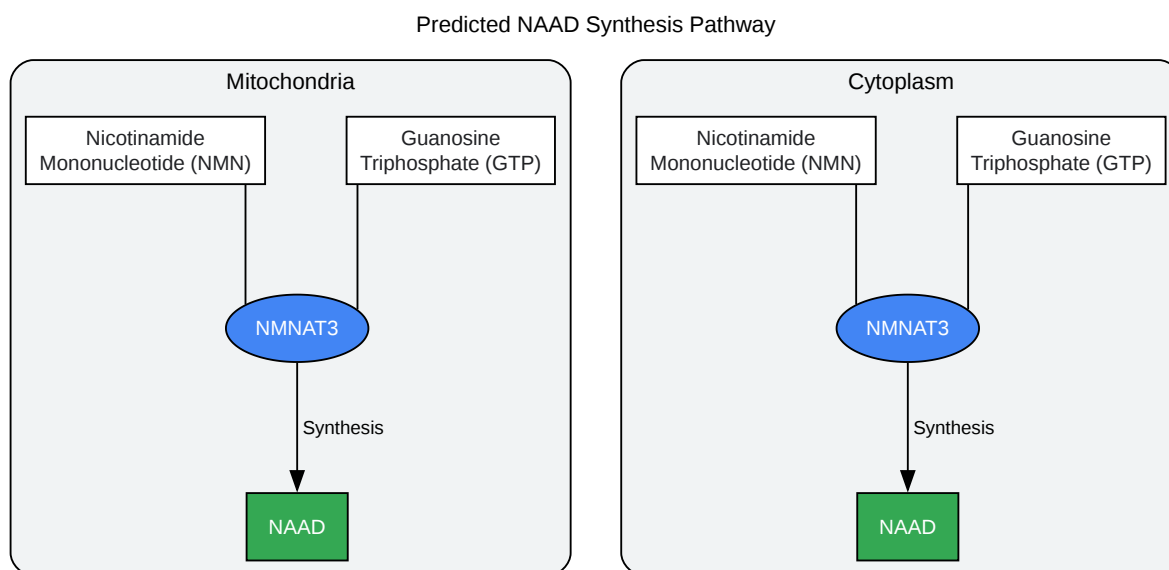 Predicted NAAD Synthesis Pathway
Mitochondria
Nicotinamide
Mononucleotide (NMN)
Guanosine
Triphosphate (GTP)
NMNAT3
Synthesis
NAAD
Cytoplasm
Nicotinamide
Mononucleotide (NMN)
Guanosine
Triphosphate (GTP)
NMNAT3
Synthesis
NAAD